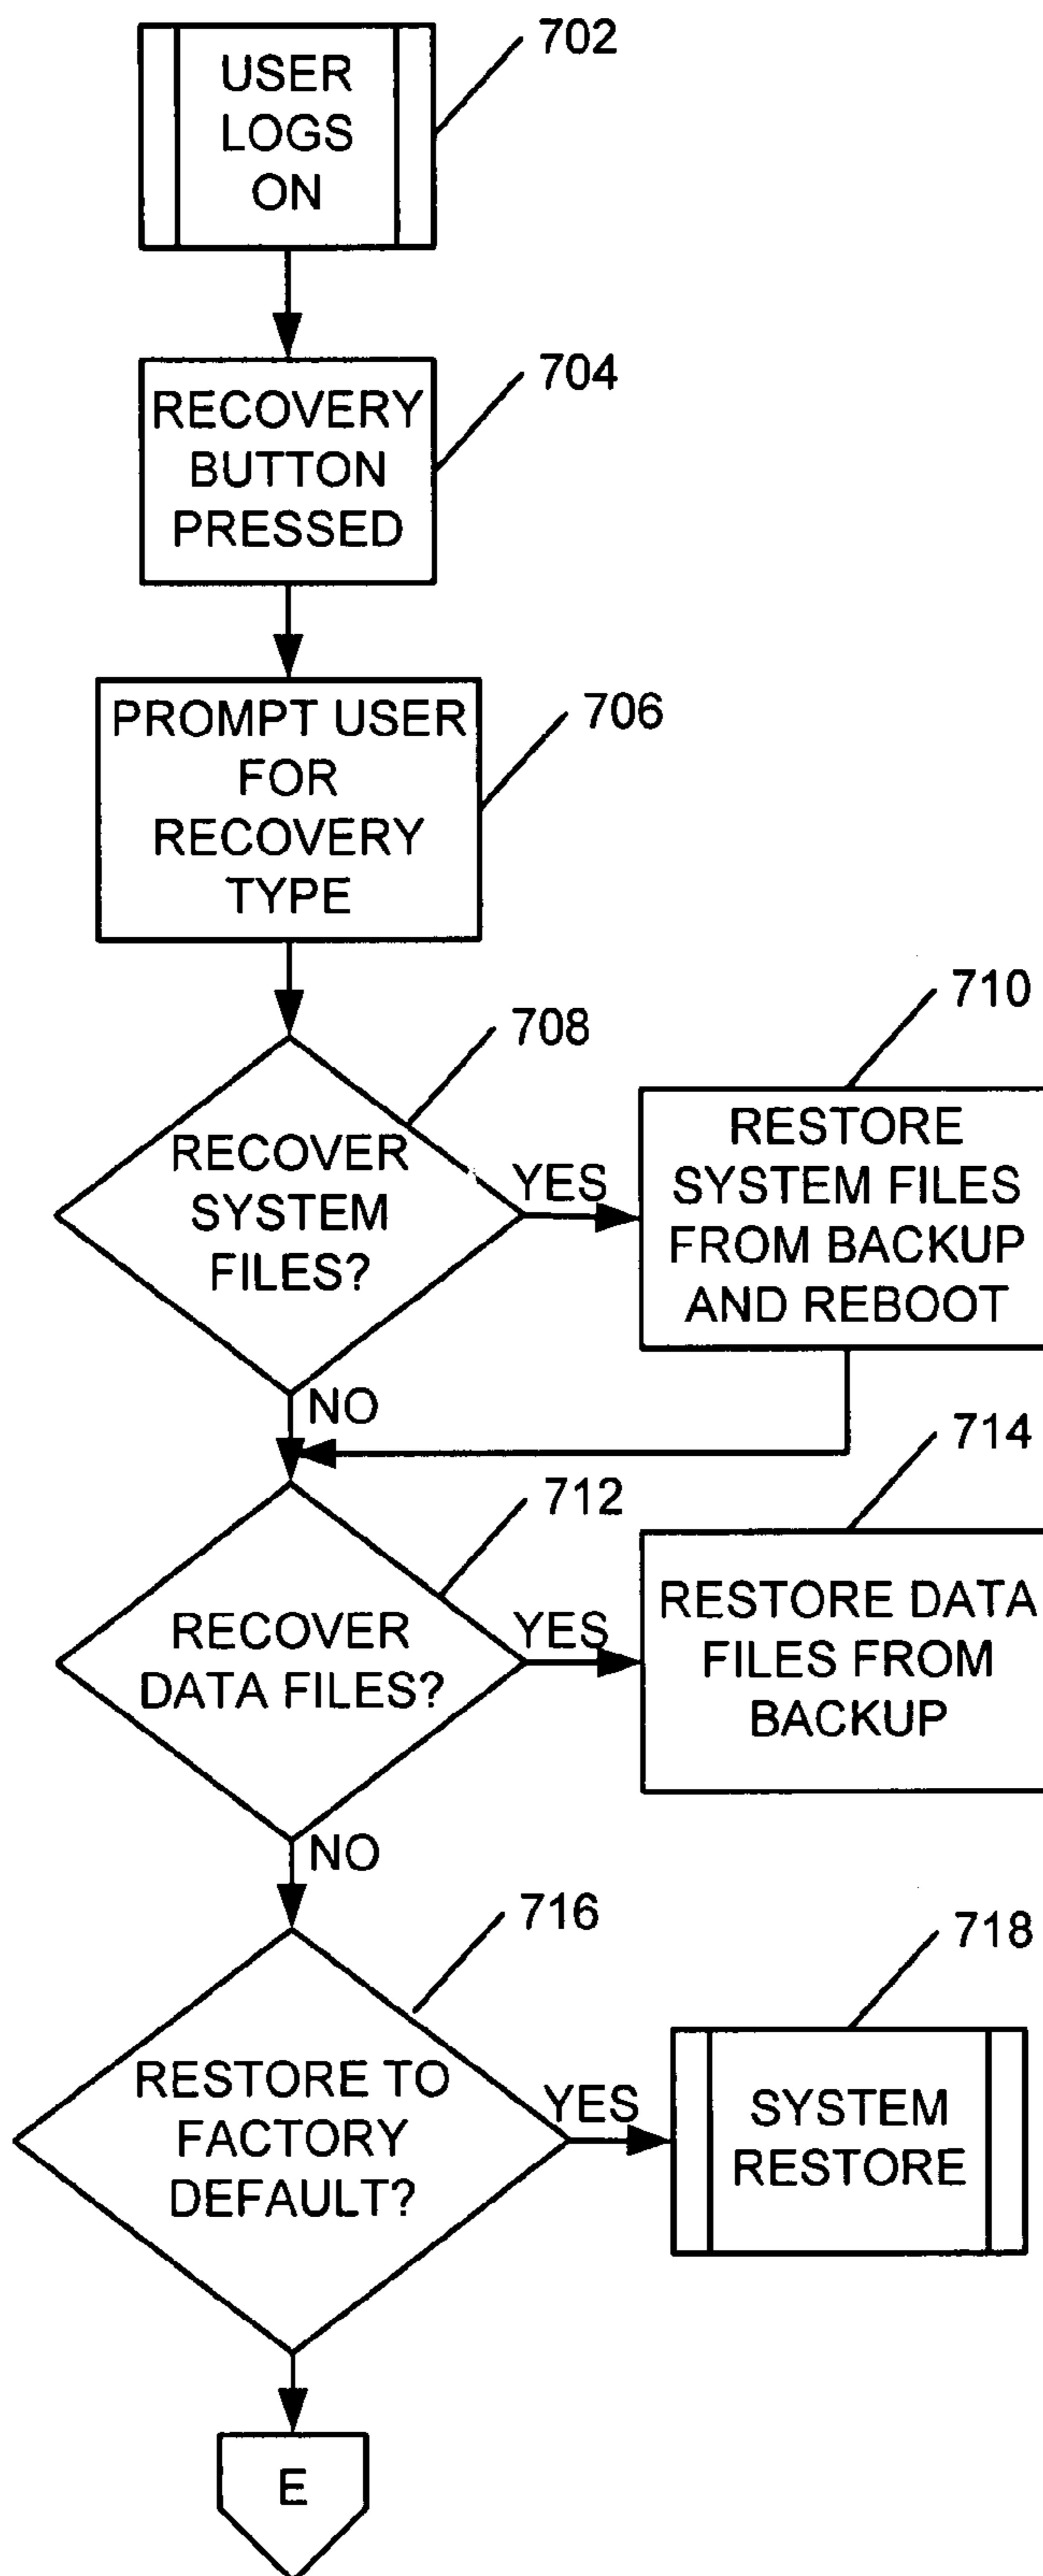 702
USER
LOGS
ON
704
RECOVERY
BUTTON
PRESSED
706
PROMPT USER
FOR
RECOVERY
TYPE
708
RECOVER
SYSTEM
FILES?
YES
710
RESTORE
SYSTEM FILES
FROM BACKUP
AND REBOOT
NO
712
RECOVER
DATA FILES?
YES
714
RESTORE DATA
FILES FROM
BACKUP
NO
716
RESTORE TO
FACTORY
DEFAULT?
YES
718
SYSTEM
RESTORE
E